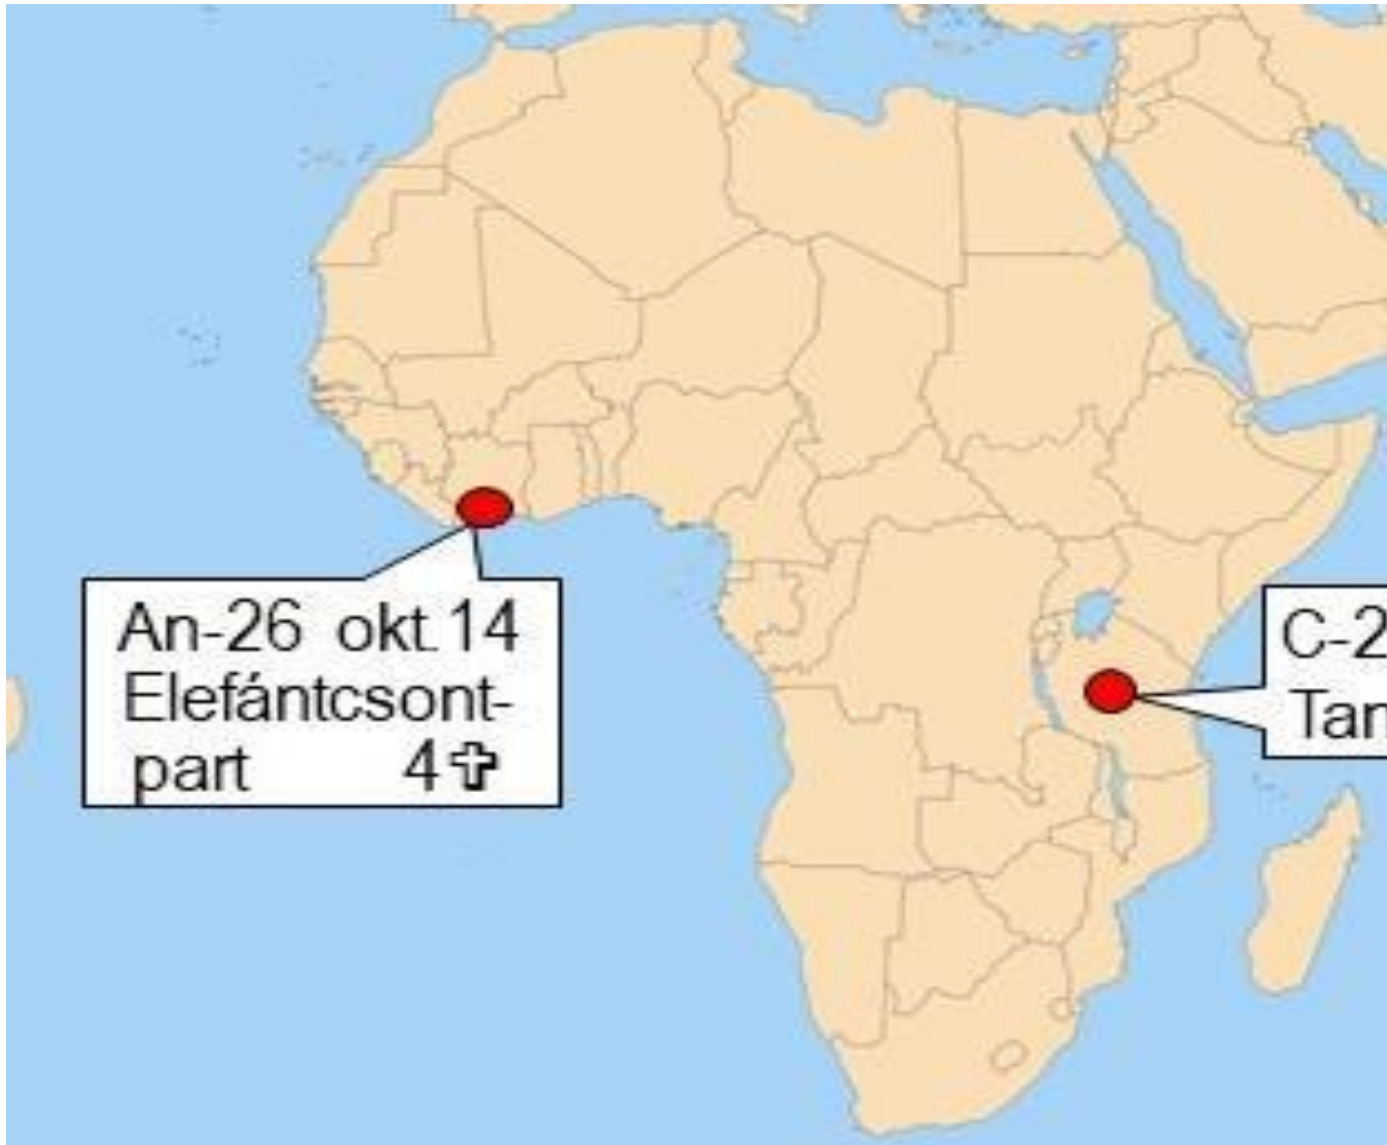 An-26 okt.14
Elefántcsont-
part 4✞
C-2
Tan